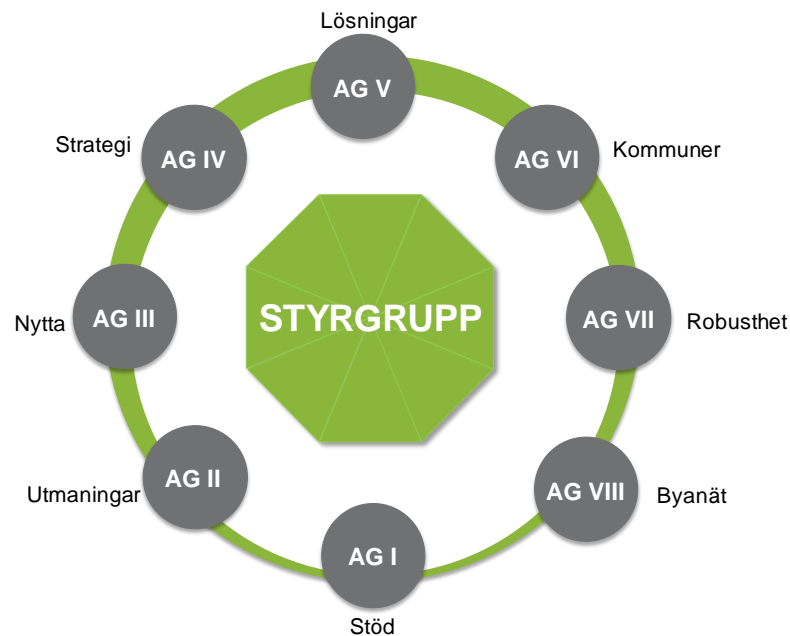 Lösningar
AG V
Strategi
AG IV
AG VI
Kommuner
STYRGRUPP
Nytta
AG III
AG VII
Robusthet
Utmaningar
AG II
AG VIII
Byanät
AG I
Stöd